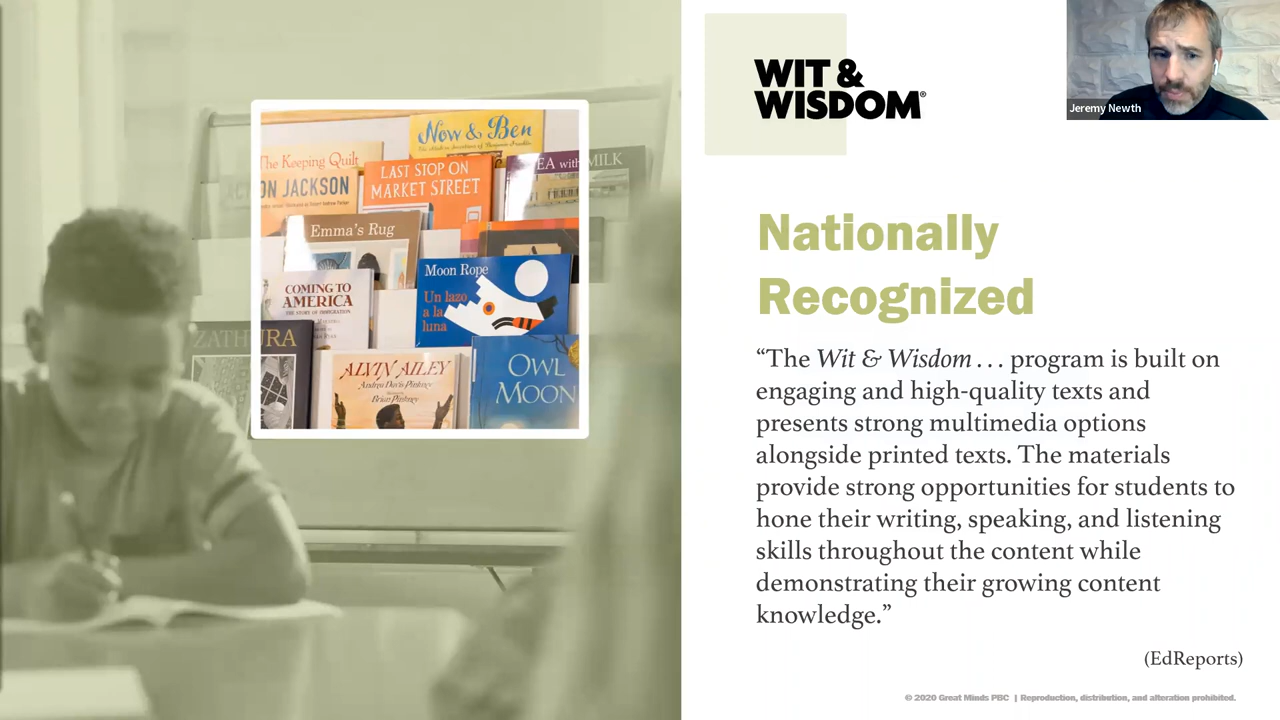 Now & Ben
The Keeping Quilt
ON JACKSON
LAST STOP ON
MARKET STREET
EA with MILK
Emma's Rug
COMING TO
AMERICA
THE STORY OF IMMIGRATION
Moon Rope
Un lazo
a la
luna
ZATHURA
ALVIN AILEY
Andrea Davis Pinkney
Brian Pinkney
OWL
MOON
WIT &
WISDOM®
Jeremy Newth
Nationally
Recognized
“The Wit & Wisdom . . . program is built on
engaging and high-quality texts and
presents strong multimedia options
alongside printed texts. The materials
provide strong opportunities for students to
hone their writing, speaking, and listening
skills throughout the content while
demonstrating their growing content
knowledge.”
(EdReports)
© 2020 Great Minds PBC | Reproduction, distribution, and alteration prohibited.